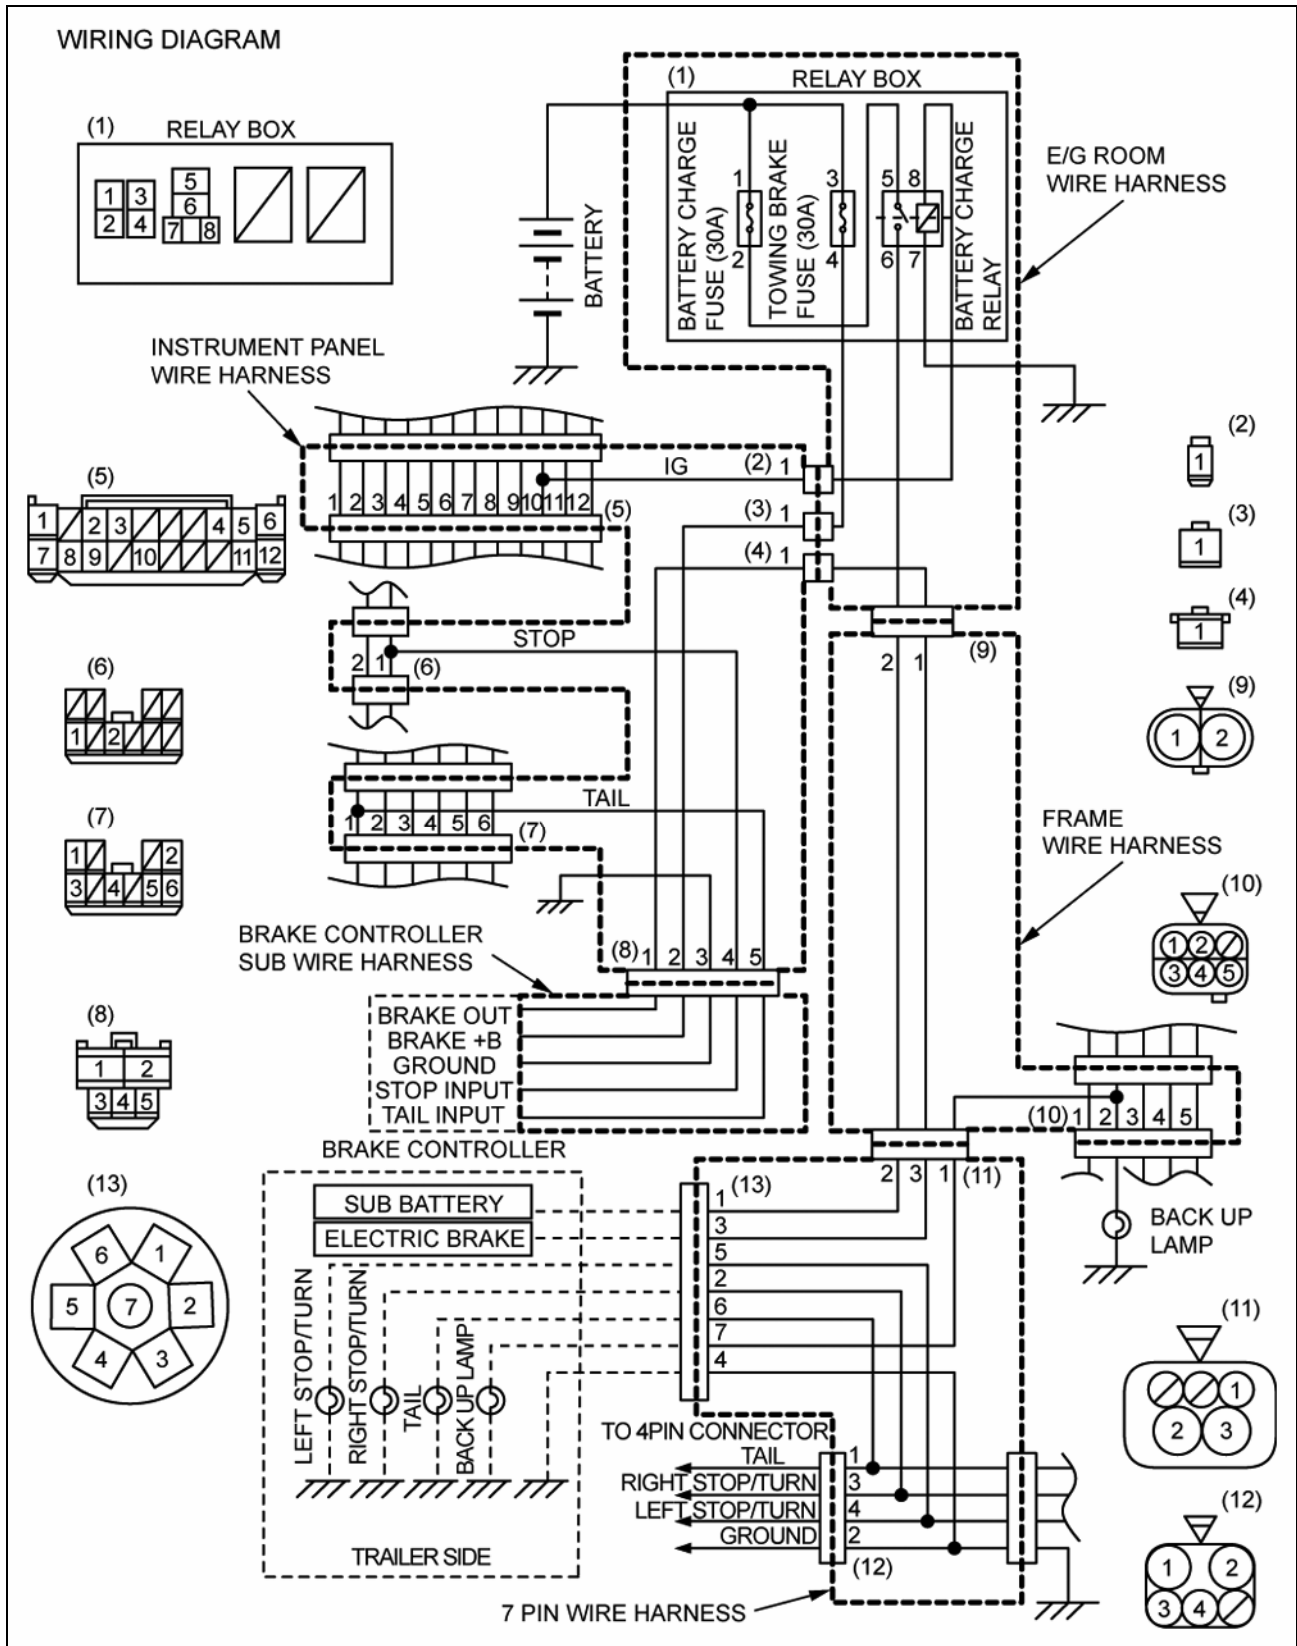 WIRING DIAGRAM
(1) RELAY BOX
1 3 5
2 4 6
7 8
(1) RELAY BOX
BATTERY CHARGE
FUSE (30A)
TOWING BRAKE
FUSE (30A)
BATTERY CHARGE
RELAY
1 3 5 8
2 4 6 7
BATTERY
E/G ROOM
WIRE HARNESS
INSTRUMENT PANEL
WIRE HARNESS
IG
(2) 1
(3) 1
(4) 1
1 2 3 4 5 6 7 8 9 10 11 12 (5)
(5)
1 2 3 4 5 6
7 8 9 10 11 12
(2)
1
(3)
1
(4)
1
STOP
2 1 (6)
2 1 (9)
(6)
1 2
(9)
1 2
TAIL
1 2 3 4 5 6 (7)
(7)
1 2
3 4 5 6
FRAME
WIRE HARNESS
(10)
1 2
3 4 5
BRAKE CONTROLLER
SUB WIRE HARNESS
(8) 1 2 3 4 5
BRAKE OUT
BRAKE +B
GROUND
STOP INPUT
TAIL INPUT
BRAKE CONTROLLER
(8)
1 2
3 4 5
(10) 1 2 3 4 5
2 3 1 (11)
BACK UP
LAMP
(13)
6 1
5 7 2
4 3
SUB BATTERY
ELECTRIC BRAKE
(13)
1
3
5
2
6
7
4
LEFT STOP/TURN
RIGHT STOP/TURN
TAIL
BACK UP LAMP
TRAILER SIDE
(11)
1
2 3
TO 4PIN CONNECTOR
TAIL 1
RIGHT STOP/TURN 3
LEFT STOP/TURN 4
GROUND 2
(12)
7 PIN WIRE HARNESS
(12)
1 2
3 4